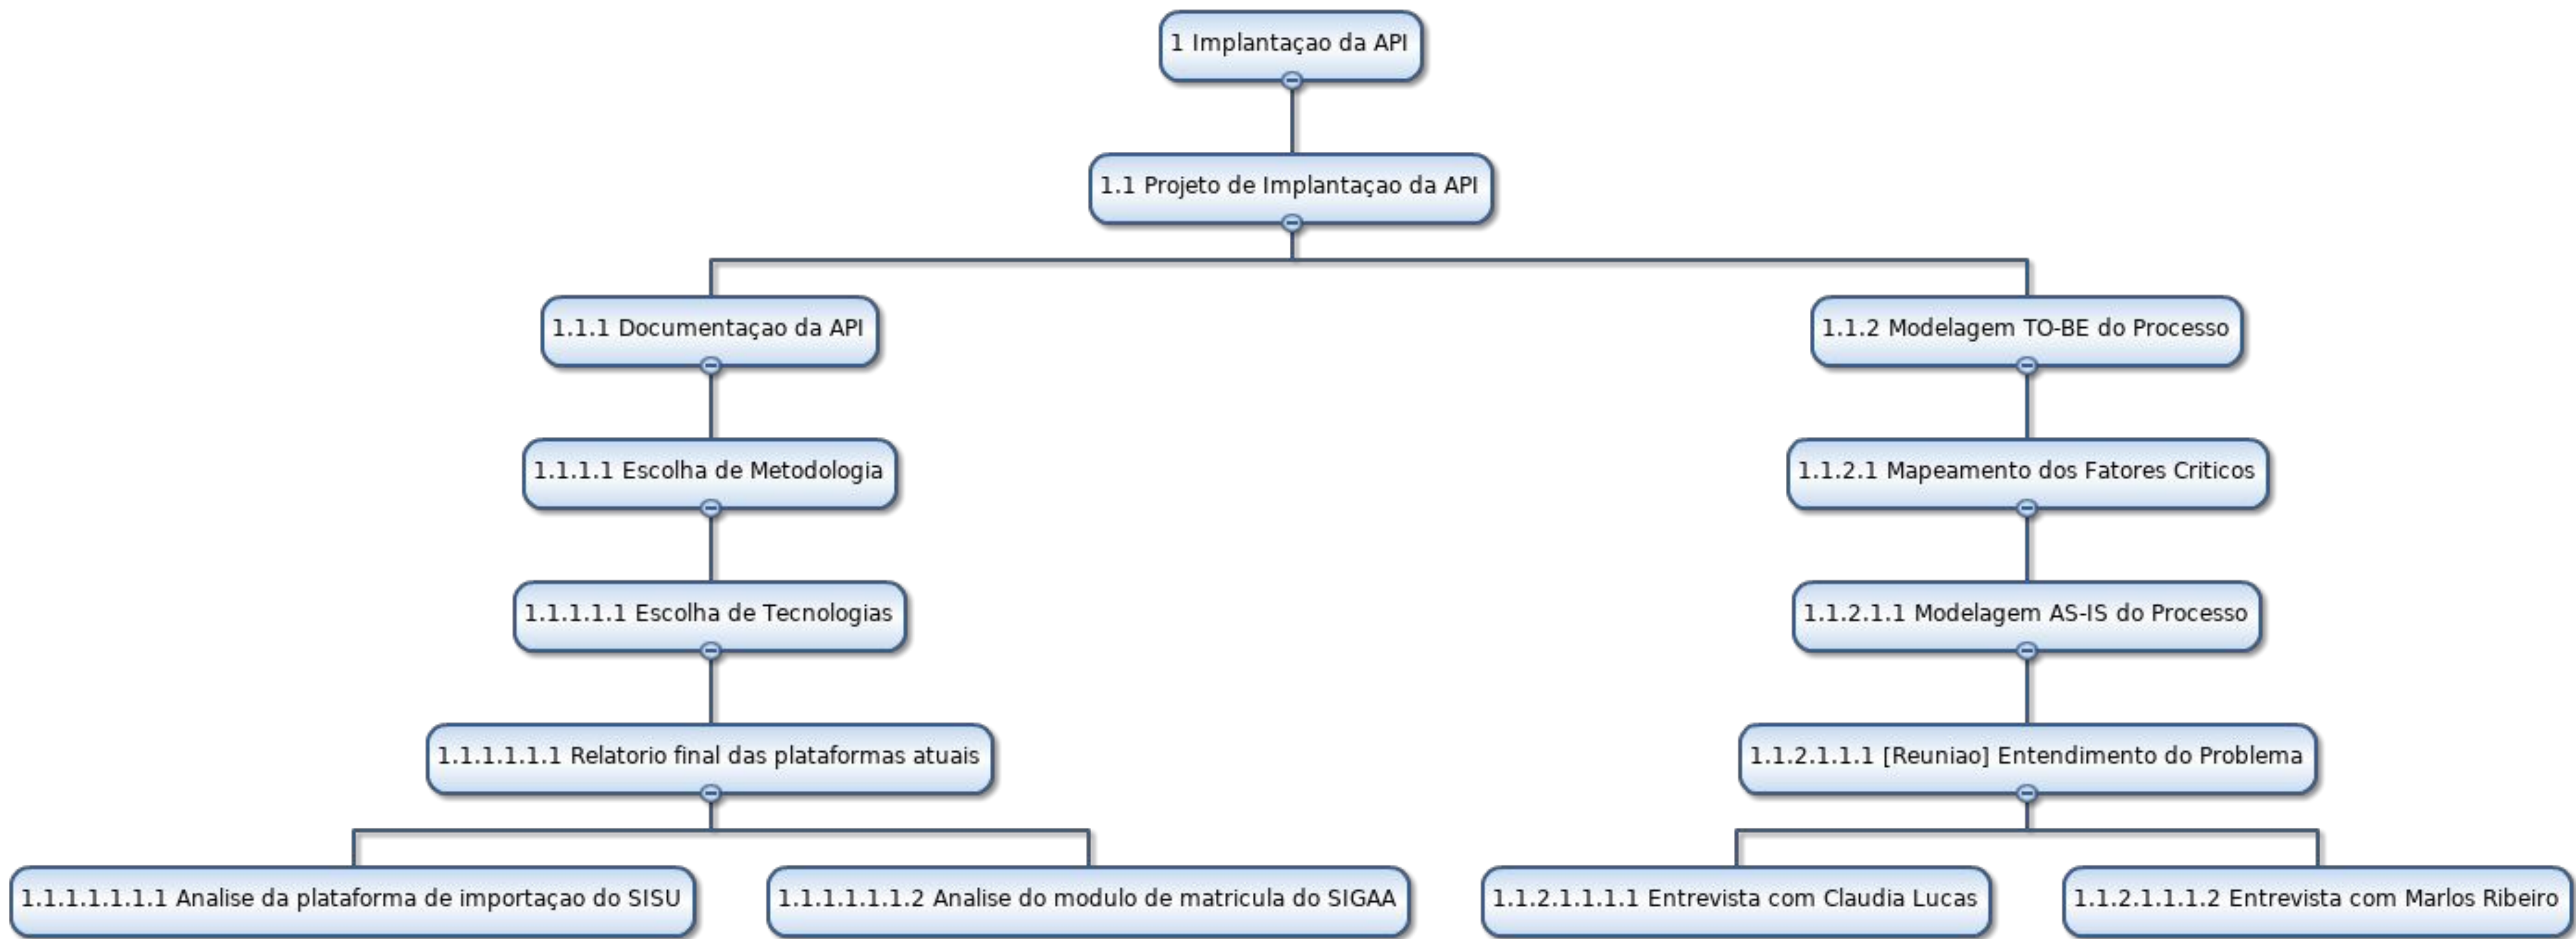 1 Implantaçao da API
1.1 Projeto de Implantaçao da API
1.1.1 Documentaçao da API
1.1.2 Modelagem TO-BE do Processo
1.1.1.1 Escolha de Metodologia
1.1.2.1 Mapeamento dos Fatores Criticos
1.1.1.1.1 Escolha de Tecnologias
1.1.2.1.1 Modelagem AS-IS do Processo
1.1.1.1.1.1 Relatorio final das plataformas atuais
1.1.2.1.1.1 [Reuniao] Entendimento do Problema
1.1.1.1.1.1.1 Analise da plataforma de importaçao do SISU
1.1.1.1.1.1.2 Analise do modulo de matricula do SIGAA
1.1.2.1.1.1.1 Entrevista com Claudia Lucas
1.1.2.1.1.1.2 Entrevista com Marlos Ribeiro